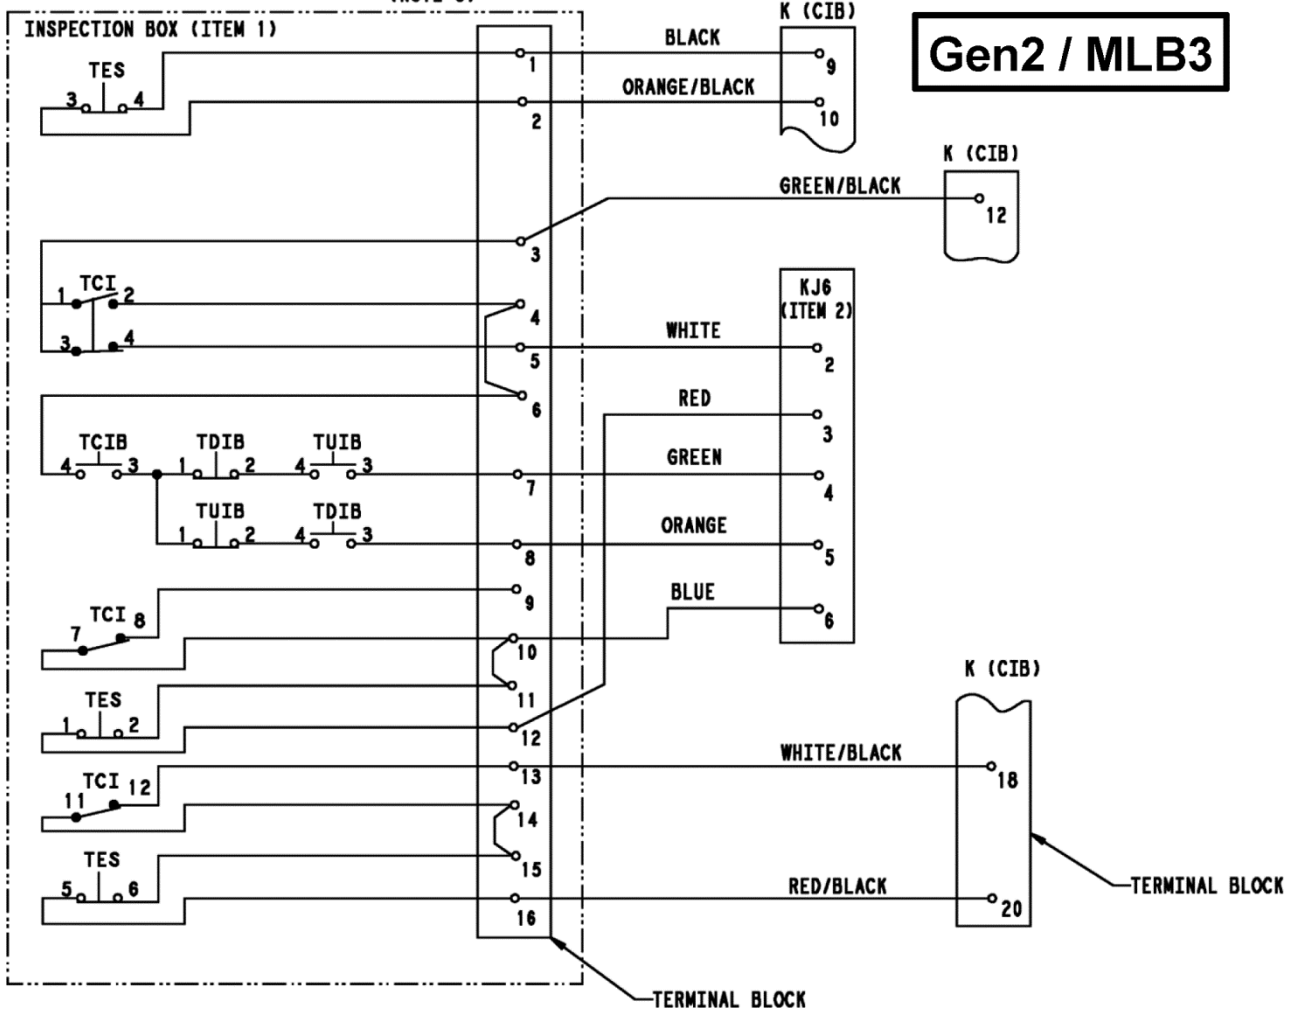 K (CIB)
INSPECTION BOX (ITEM 1)
Gen2 / MLB3
BLACK
TES
1
9
3 4
ORANGE/BLACK
2
10
K (CIB)
GREEN/BLACK
12
3
TCI
1 2
KJ6
(ITEM 2)
4
WHITE
3 4
5
2
RED
6
3
TCIB TDIB TUIB
GREEN
4 3 1 2 4 3
7
4
TUIB TDIB
ORANGE
1 2 4 3
8
5
BLUE
9
TCI
7 8
6
10
K (CIB)
TES
11
1 2
12
WHITE/BLACK
TCI
11 12
13
18
14
TES
15
5 6
RED/BLACK
TERMINAL BLOCK
16
20
TERMINAL BLOCK